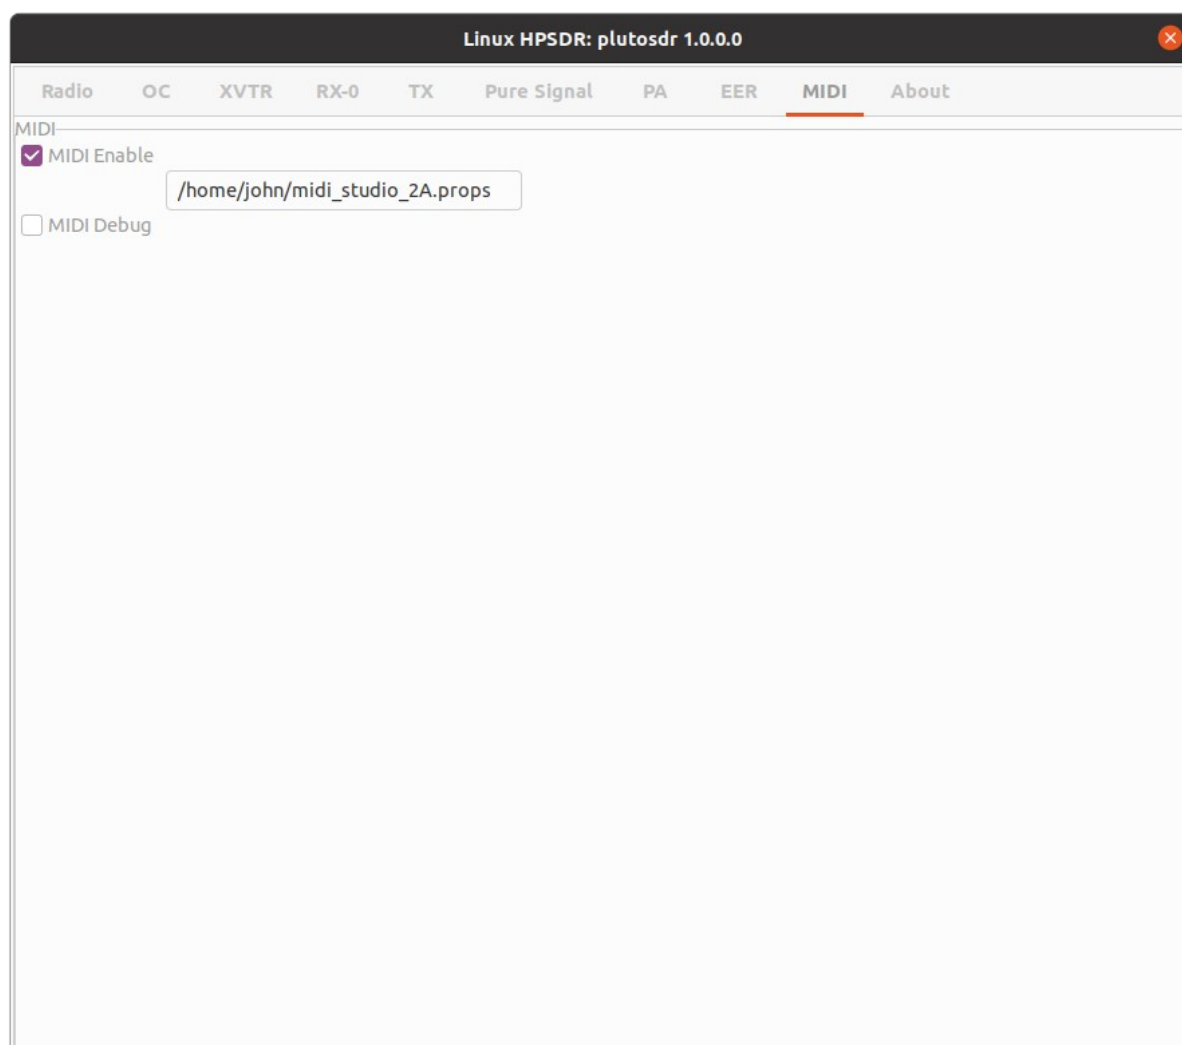 Linux HPSDR: plutosdr 1.0.0.0
Radio OC XVTR RX-0 TX Pure Signal PA EER MIDI About
MIDI
MIDI Enable
/home/john/midi_studio_2A.props
MIDI Debug